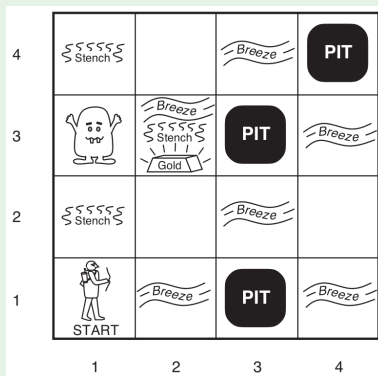 4
Stench
Breeze
PIT
3
Breeze
Stench
Gold
PIT
Breeze
2
Stench
Breeze
1
START
Breeze
PIT
Breeze
1 2 3 4